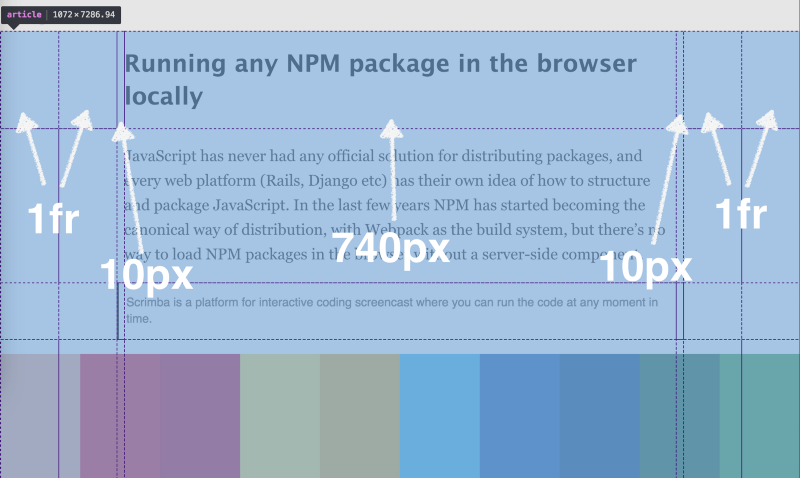 article 1072×7286.94
Running any NPM package in the browser
locally
JavaScript has never had any official solution for distributing packages, and
every web platform (Rails, Django etc) has their own idea of how to structure
and package JavaScript. In the last few years NPM has started becoming the
canonical way of distribution, with Webpack as the build system, but there's no
way to load NPM packages in the browser without a server-side component.
1fr
10px
740px
10px
1fr
Scrimba is a platform for interactive coding screencast where you can run the code at any moment in
time.